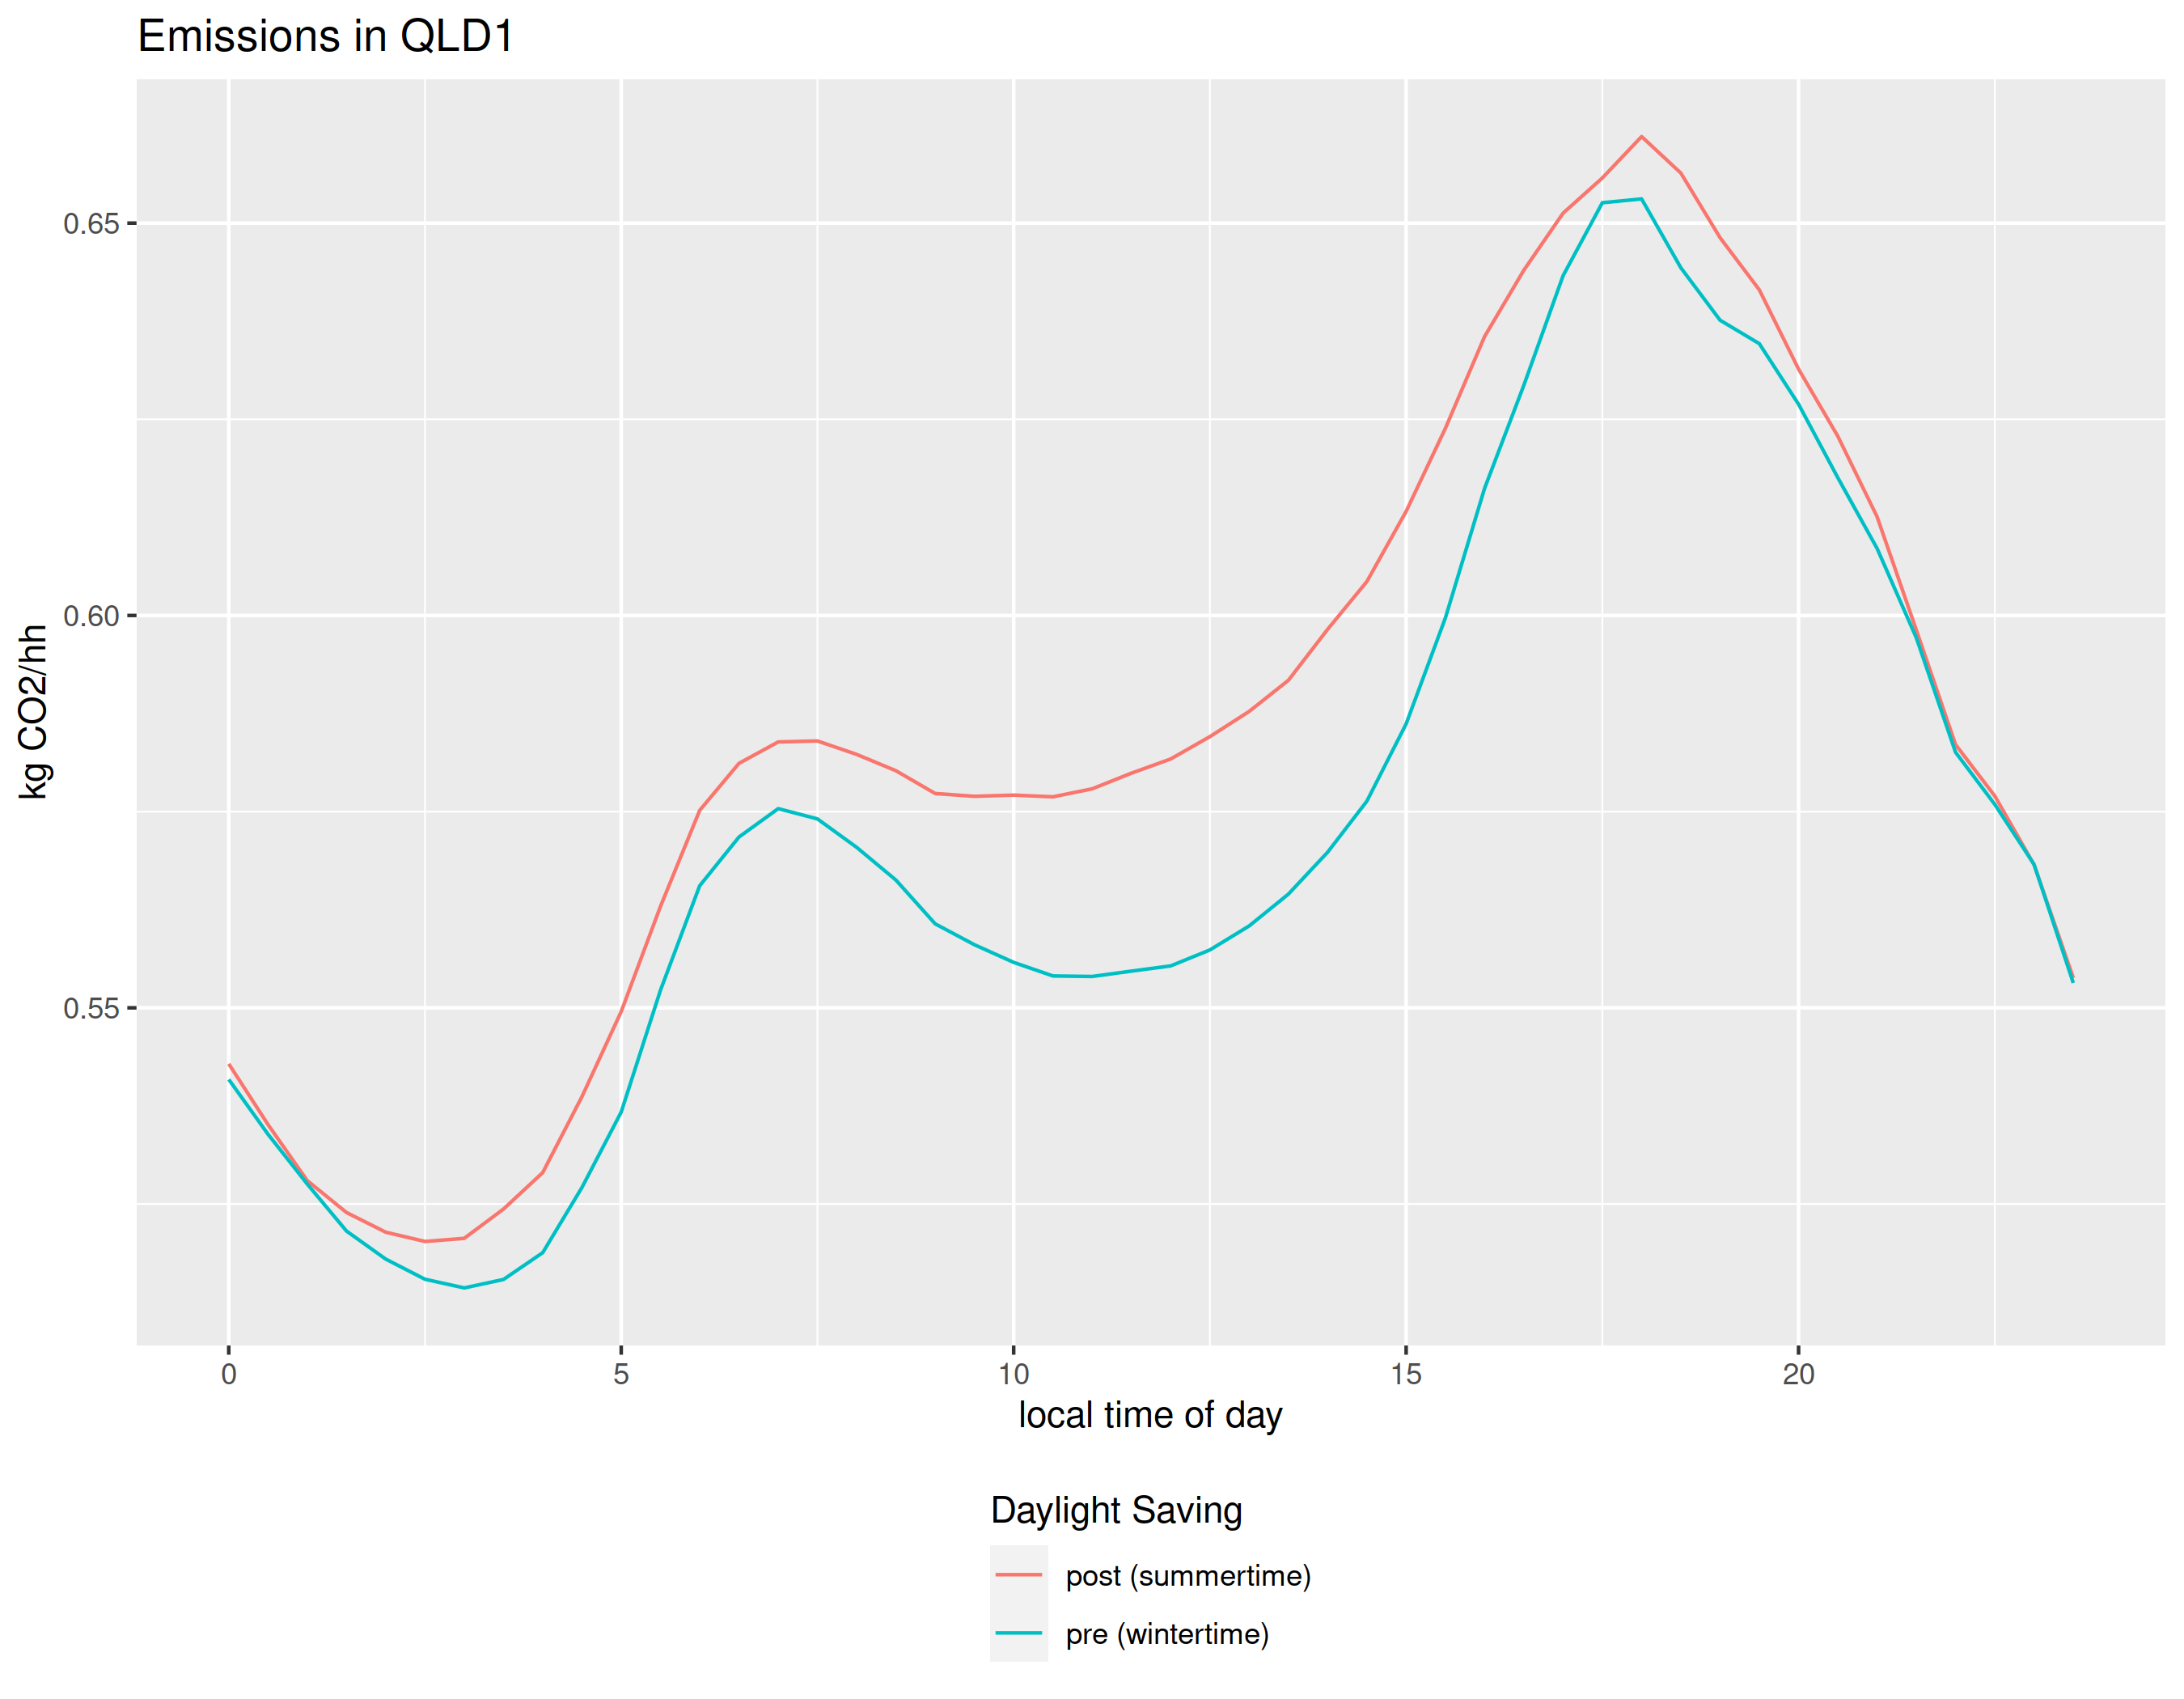 Emissions in QLD1
kg CO2/hh
0.65
0.60
0.55
0 5 10 15 20
local time of day
Daylight Saving
post (summertime)
pre (wintertime)